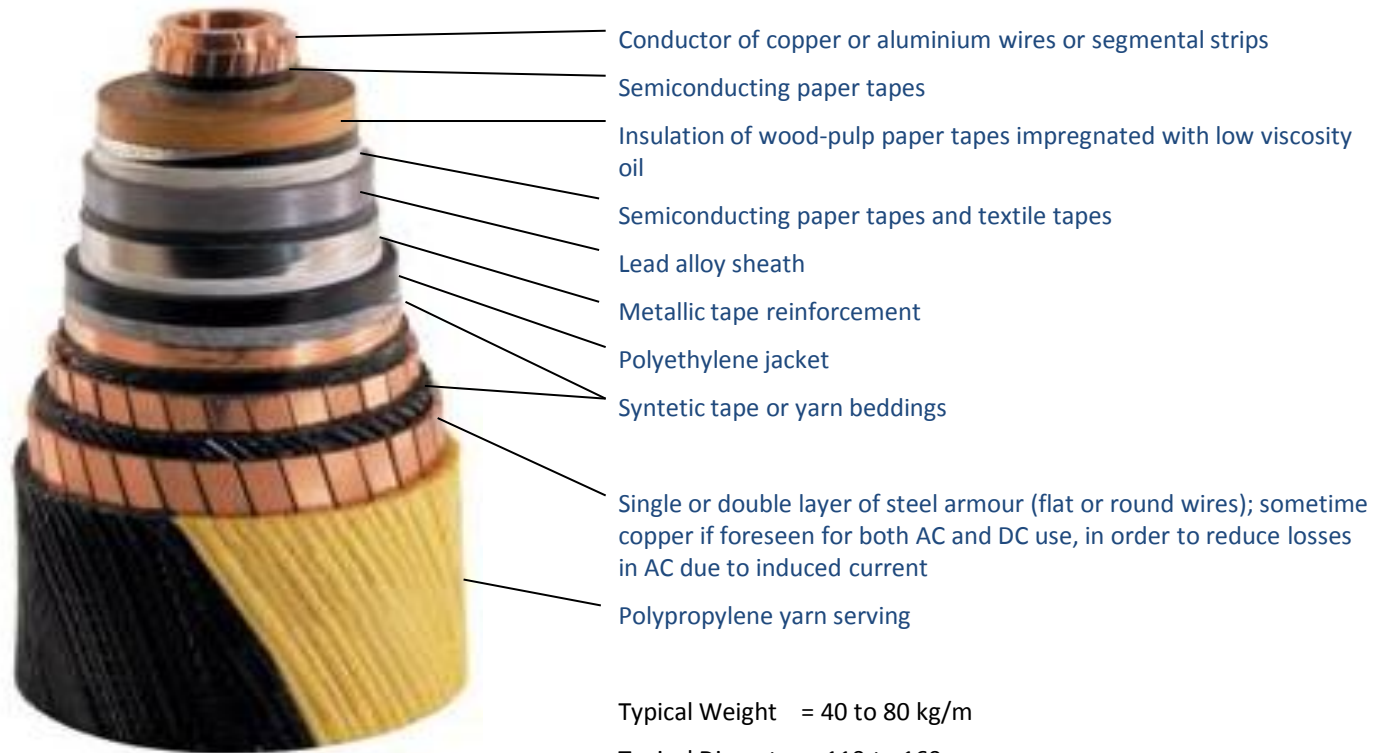 Conductor of copper or aluminium wires or segmental strips
Semiconducting paper tapes
Insulation of wood-pulp paper tapes impregnated with low viscosity
oil
Semiconducting paper tapes and textile tapes
Lead alloy sheath
Metallic tape reinforcement
Polyethylene jacket
Syntetic tape or yarn beddings
Single or double layer of steel armour (flat or round wires); sometime
copper if foreseen for both AC and DC use, in order to reduce losses
in AC due to induced current
Polypropylene yarn serving
Typical Weight = 40 to 80 kg/m